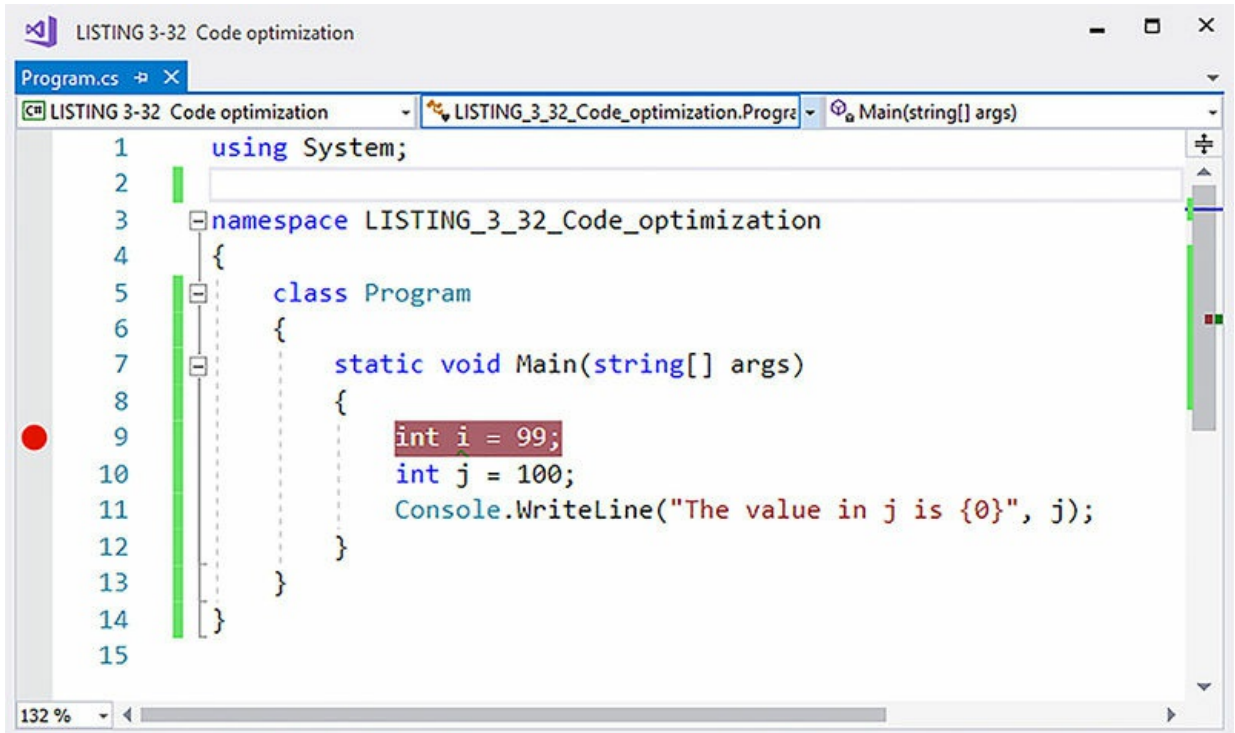 LISTING 3-32 Code optimization
Program.cs
C# LISTING 3-32 Code optimization LISTING_3_32_Code_optimization.Progra Main(string[] args)
1 using System;
2
3 namespace LISTING_3_32_Code_optimization
4 {
5 class Program
6 {
7 static void Main(string[] args)
8 {
9 int i = 99;
10 int j = 100;
11 Console.WriteLine("The value in j is {0}", j);
12 }
13 }
14 }
15
132 %